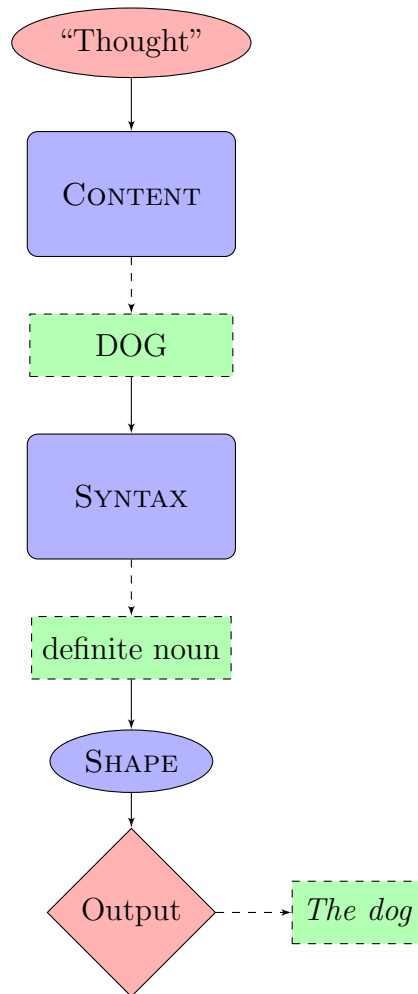 “Thought”
Content
DOG
Syntax
definite noun
Shape
Output
The dog